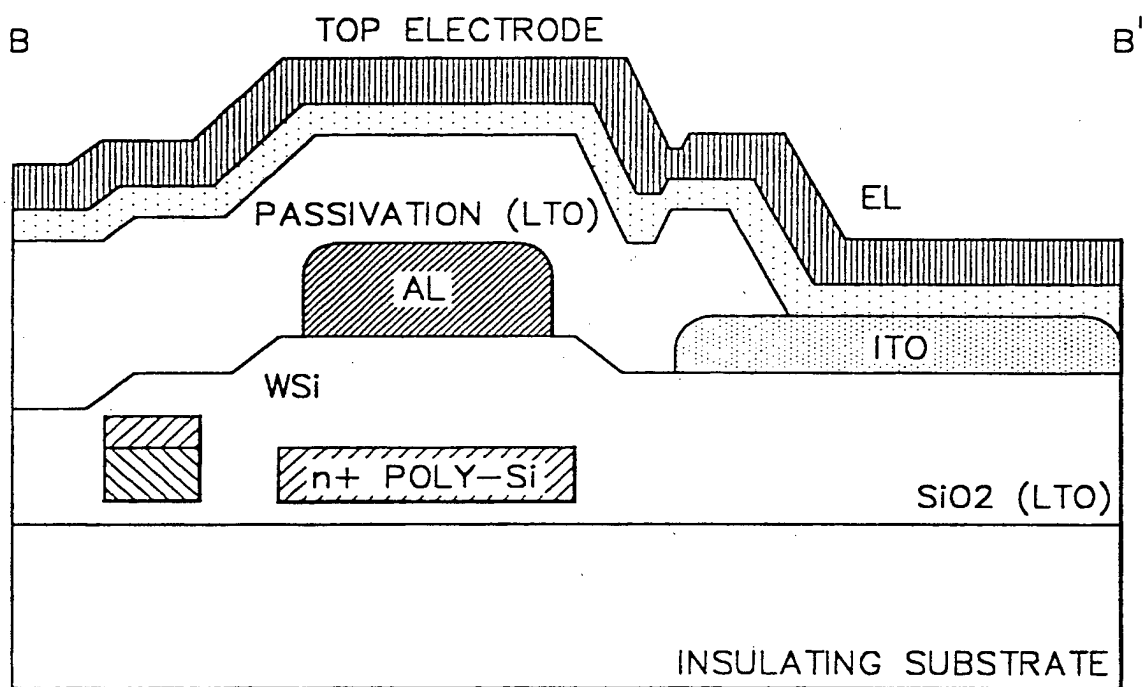 B
TOP ELECTRODE
B'
EL
PASSIVATION (LTO)
AL
ITO
WSi
n+ POLY-Si
SiO2 (LTO)
INSULATING SUBSTRATE